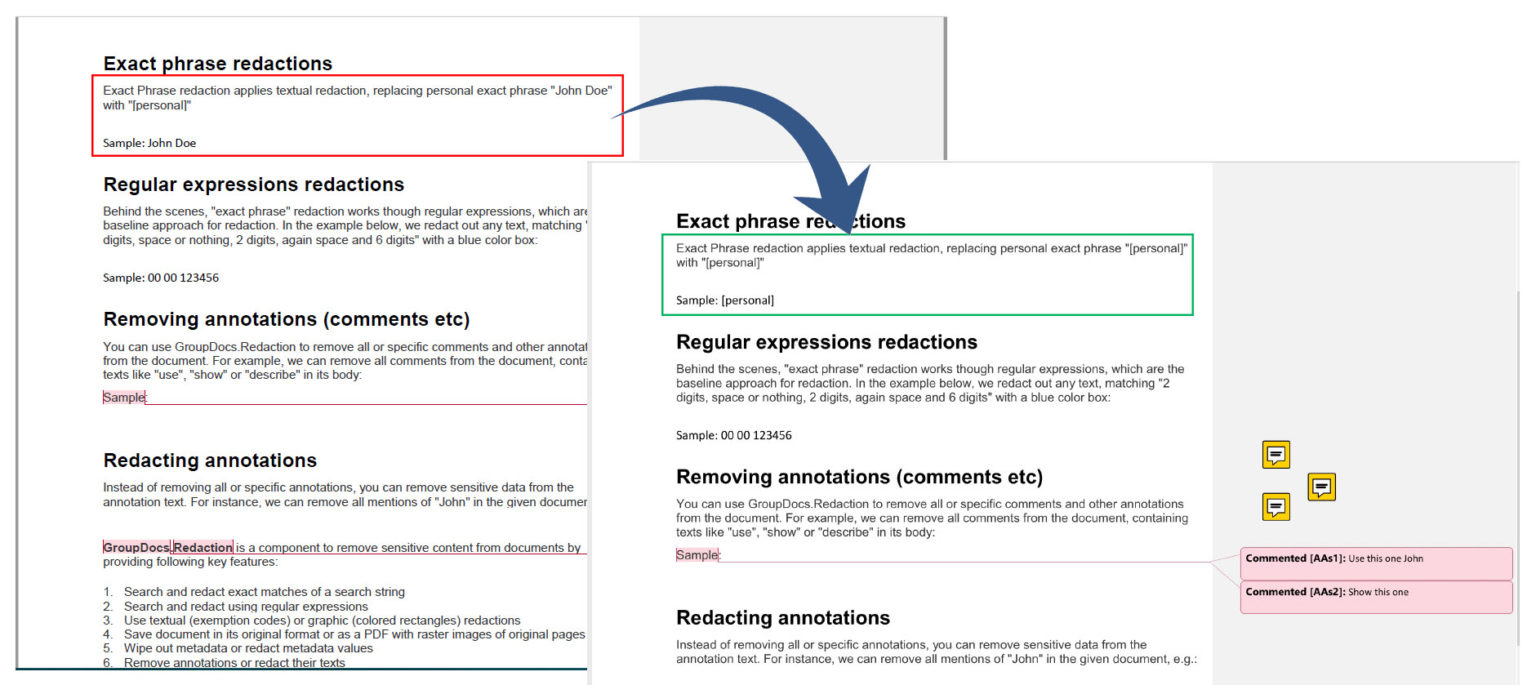 Exact phrase redactions
Exact Phrase redaction applies textual redaction, replacing personal exact phrase "John Doe"
with "[personal]"
Sample: John Doe
Regular expressions redactions
Behind the scenes, "exact phrase" redaction works though regular expressions, which are
baseline approach for redaction. In the example below, we redact out any text, matching "
digits, space or nothing, 2 digits, again space and 6 digits" with a blue color box:
Sample: 00 00 123456
Removing annotations (comments etc)
You can use GroupDocs.Redaction to remove all or specific comments and other annotat
from the document. For example, we can remove all comments from the document, conta
texts like "use", "show" or "describe" in its body:
Sample:
Redacting annotations
Instead of removing all or specific annotations, you can remove sensitive data from the
annotation text. For instance, we can remove all mentions of "John" in the given documen
GroupDocs.Redaction is a component to remove sensitive content from documents by
providing following key features:
1. Search and redact exact matches of a search string
2. Search and redact using regular expressions
3. Use textual (exemption codes) or graphic (colored rectangles) redactions
4. Save document in its original format or as a PDF with raster images of original pages
5. Wipe out metadata or redact metadata values
6. Remove annotations or redact their texts
Exact phrase redactions
Exact Phrase redaction applies textual redaction, replacing personal exact phrase "[personal]"
with "[personal]"
Sample: [personal]
Regular expressions redactions
Behind the scenes, "exact phrase" redaction works though regular expressions, which are the
baseline approach for redaction. In the example below, we redact out any text, matching "2
digits, space or nothing, 2 digits, again space and 6 digits" with a blue color box:
Sample: 00 00 123456
Removing annotations (comments etc)
You can use GroupDocs.Redaction to remove all or specific comments and other annotations
from the document. For example, we can remove all comments from the document, containing
texts like "use", "show" or "describe" in its body:
Sample:
Commented [AAs1]: Use this one John
Commented [AAs2]: Show this one
Redacting annotations
Instead of removing all or specific annotations, you can remove sensitive data from the
annotation text. For instance, we can remove all mentions of "John" in the given document, e.g.: